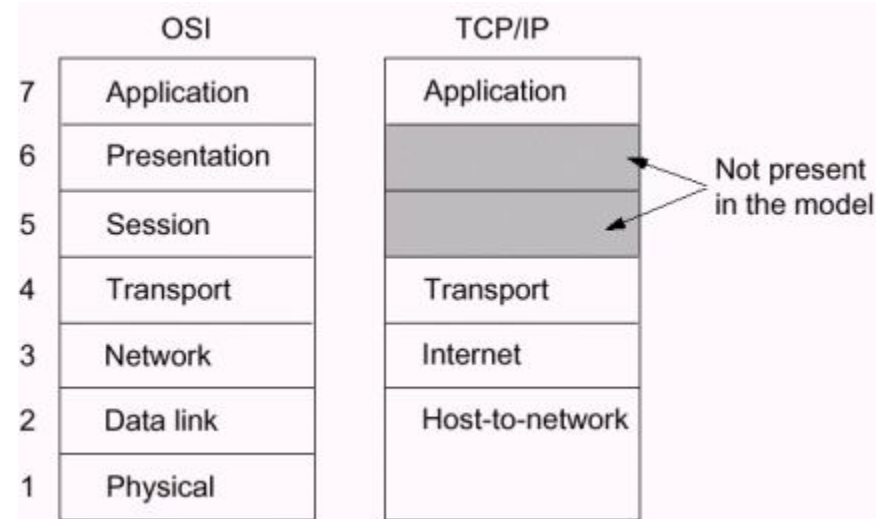 OSI TCP/IP
7 Application Application
6 Presentation
Not present
in the model
5 Session
4 Transport Transport
3 Network Internet
2 Data link Host-to-network
1 Physical